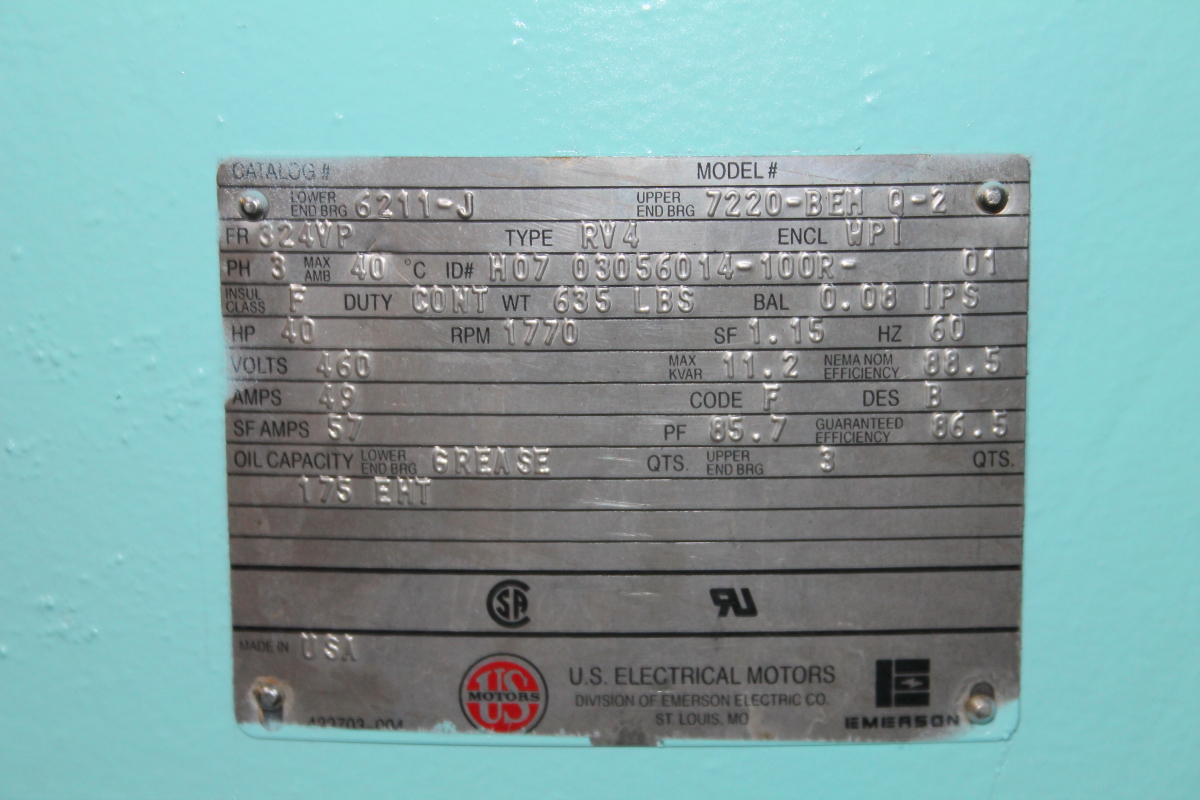 CATALOG # MODEL #
LOWER END BRG 6211-J UPPER END BRG 7220-BEM Q-2
FR 324VP TYPE RV4 ENCL WP1
PH 3 MAX AMB 40 °C ID# H07 03056014-100R- 01
INSUL CLASS F DUTY CONT WT 635 LBS BAL 0.08 IPS
HP 40 RPM 1770 SF 1.15 HZ 60
VOLTS 460 MAX KVAR 11.2 NEMA NOM EFFICIENCY 88.5
AMPS 49 CODE F DES B
SF AMPS 57 PF 85.7 GUARANTEED EFFICIENCY 86.5
OIL CAPACITY LOWER END BRG GREASE QTS. UPPER END BRG 3 QTS.
175 EHT
CSA RU
MADE IN USA
US MOTORS
U.S. ELECTRICAL MOTORS
DIVISION OF EMERSON ELECTRIC CO.
ST. LOUIS, MO
EMERSON